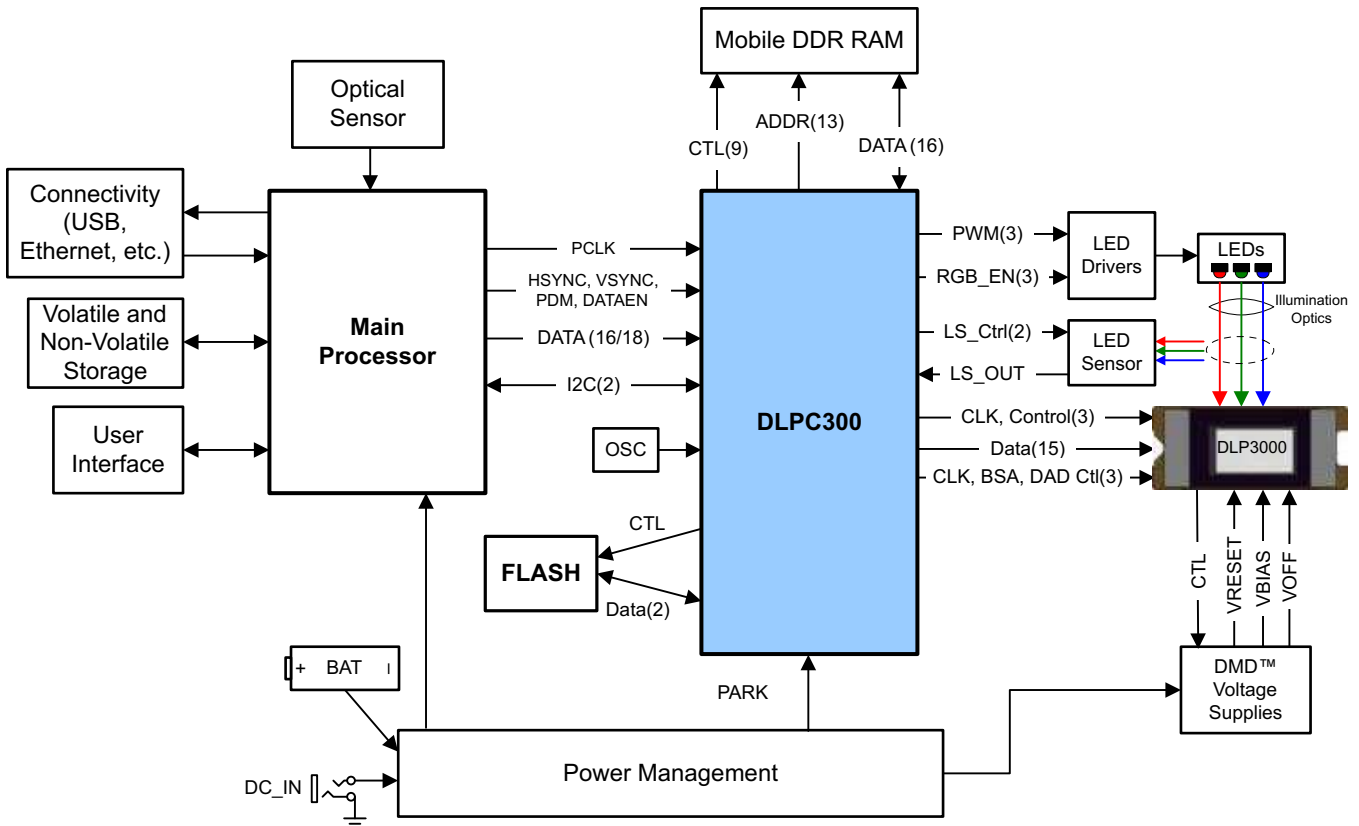 Mobile DDR RAM
Optical
Sensor
CTL(9)
ADDR(13)
DATA (16)
Connectivity
(USB,
Ethernet, etc.)
Volatile and
Non-Volatile
Storage
User
Interface
Main
Processor
PCLK
HSYNC, VSYNC,
PDM, DATAEN
DATA (16/18)
I2C(2)
OSC
FLASH
CTL
Data(2)
DLPC300
PWM(3)
RGB_EN(3)
LS_Ctrl(2)
LS_OUT
CLK, Control(3)
Data(15)
CLK, BSA, DAD Ctl(3)
LED
Drivers
LEDs
Illumination
Optics
LED
Sensor
DLP3000
CTL
VRESET
VBIAS
VOFF
DMD™
Voltage
Supplies
PARK
+ BAT I
DC_IN
Power Management